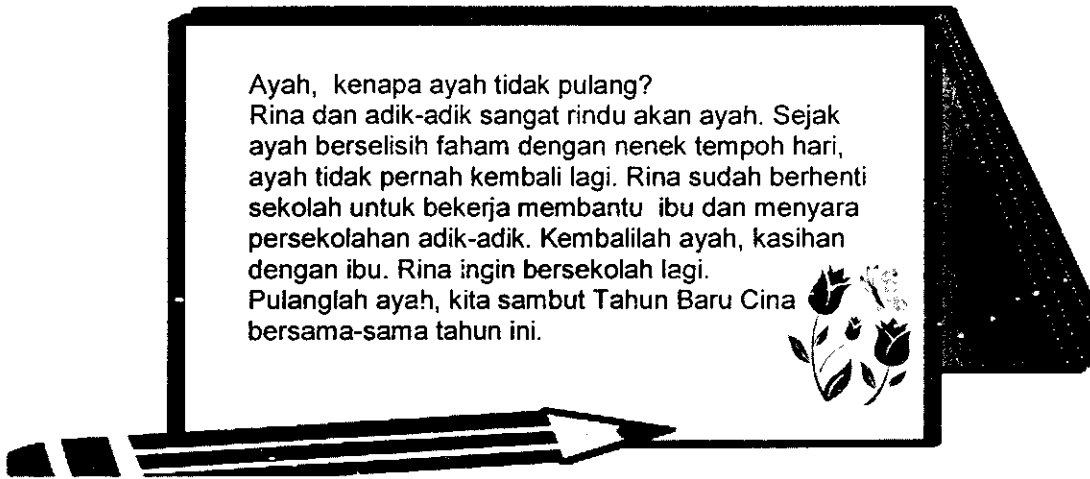 Ayah, kenapa ayah tidak pulang?
Rina dan adik-adik sangat rindu akan ayah. Sejak
ayah berselisih faham dengan nenek tempoh hari,
ayah tidak pernah kembali lagi. Rina sudah berhenti
sekolah untuk bekerja membantu ibu dan menyara
persekolahan adik-adik. Kembalilah ayah, kasihan
dengan ibu. Rina ingin bersekolah lagi.
Pulanglah ayah, kita sambut Tahun Baru Cina
bersama-sama tahun ini.